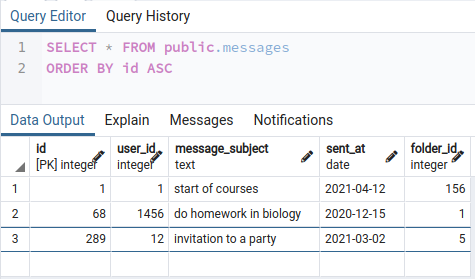 Query Editor Query History
1 SELECT * FROM public.messages
2 ORDER BY id ASC
Data Output Explain Messages Notifications
id user_id message_subject sent_at folder_id
[PK] integer integer text date integer
1 1 1 start of courses 2021-04-12 156
2 68 1456 do homework in biology 2020-12-15 1
3 289 12 invitation to a party 2021-03-02 5